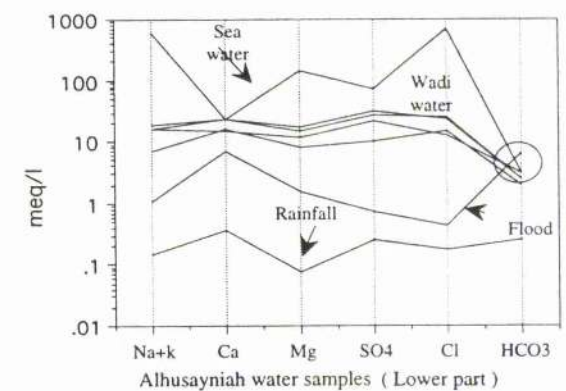 1000
100
10
1
.1
.01
meq/l
Sea
water
Wadi
water
Rainfall
Flood
Na+k Ca Mg SO4 Cl HCO3
Alhusayniah water samples ( Lower part )